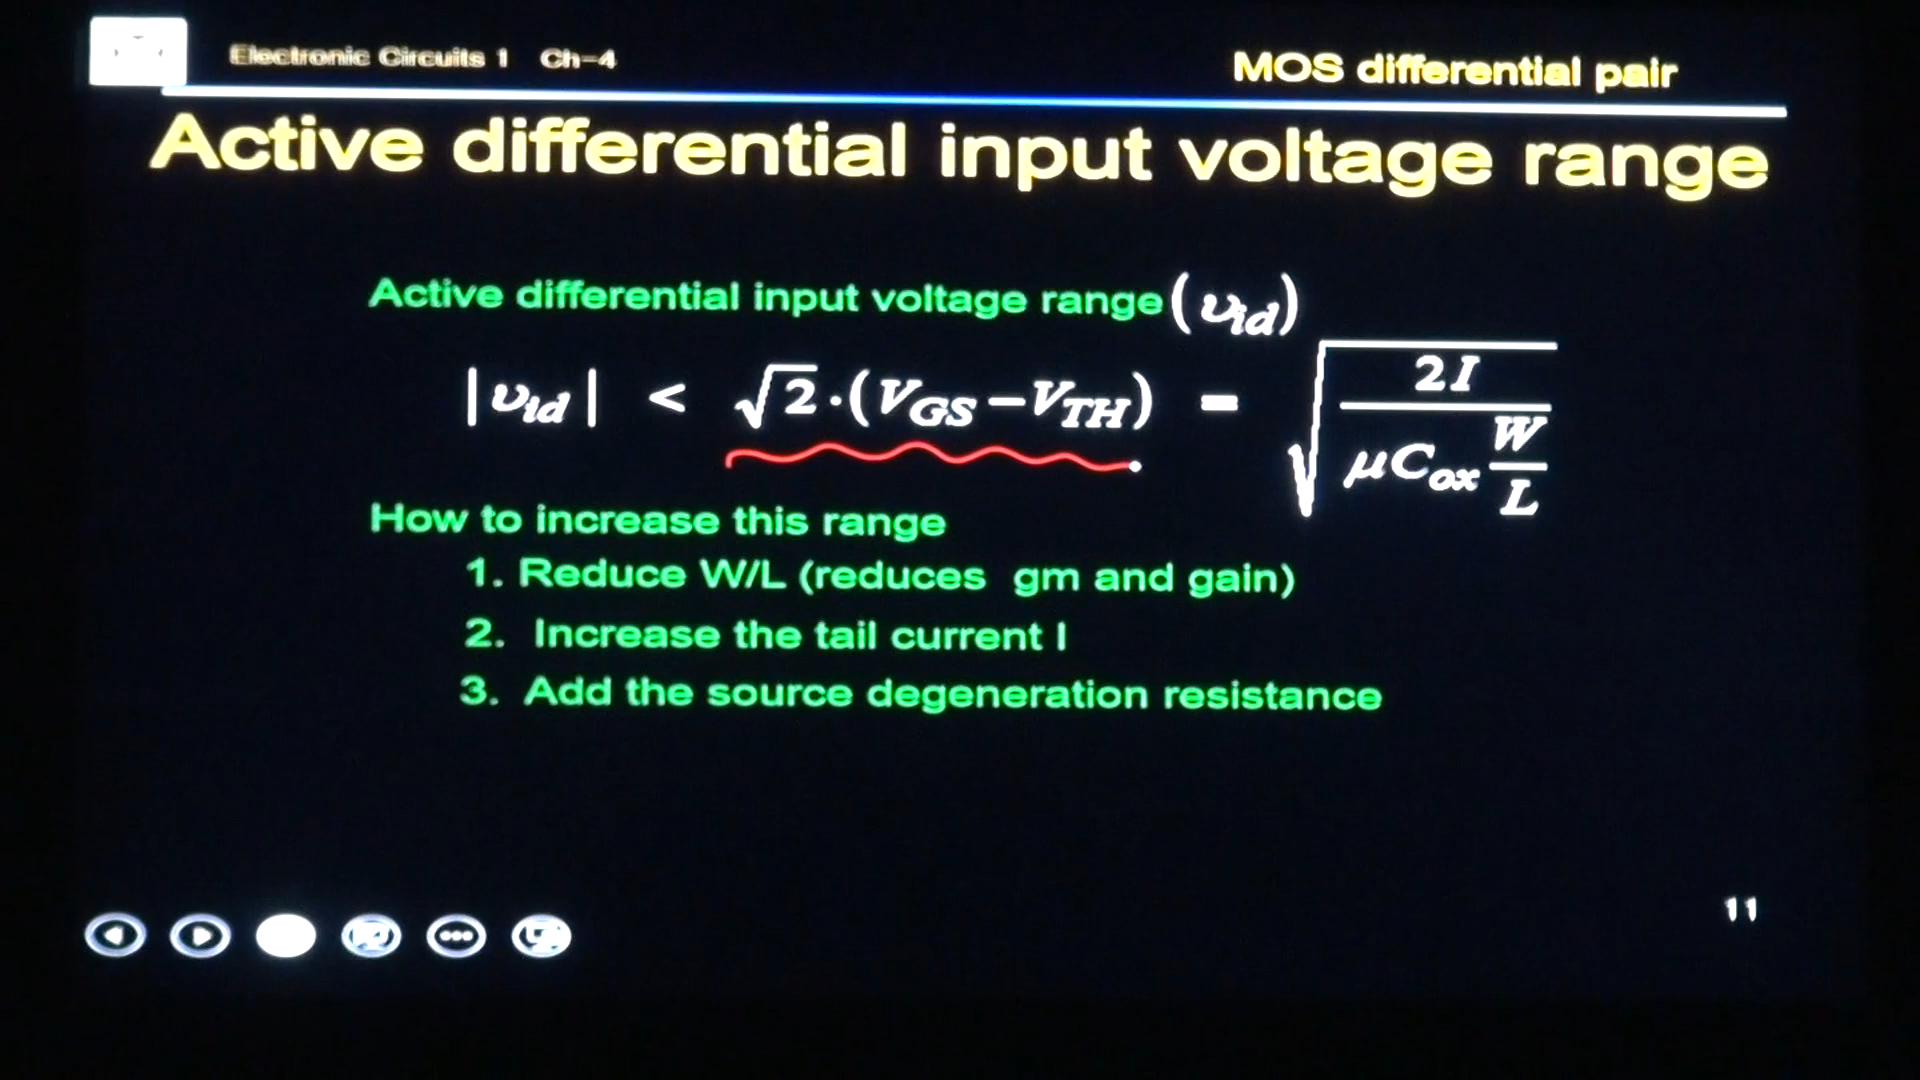 Electronic Circuits 1 Ch-4
MOS differential pair
Active differential input voltage range
Active differential input voltage range (υid)
|υid| < √2·(VGS−VTH) = √(2I / (μCox W/L))
How to increase this range
1. Reduce W/L (reduces gm and gain)
2. Increase the tail current I
3. Add the source degeneration resistance
11